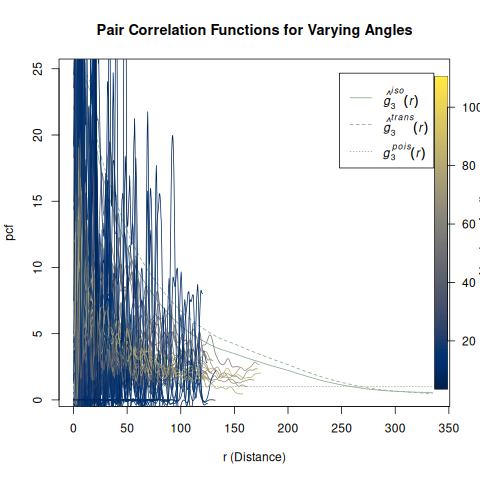 Pair Correlation Functions for Varying Angles
ĝ₃ⁱˢᵒ(r)
ĝ₃ᵗʳᵃⁿˢ(r)
g₃ᵖᵒⁱˢ(r)
pcf
25
20
15
10
5
0
0 50 100 150 200 250 300 350
r (Distance)
100
80
60
40
20